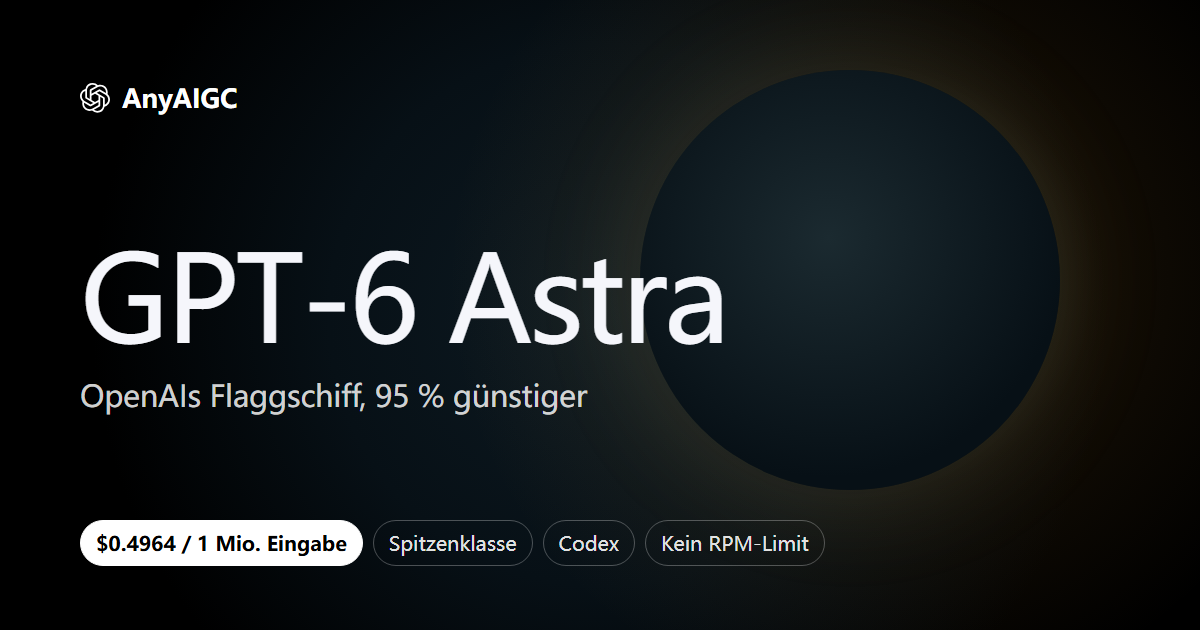 AnyAIGC
GPT-6 Astra
OpenAIs Flaggschiff, 95 % günstiger
$0.4964 / 1 Mio. Eingabe
Spitzenklasse
Codex
Kein RPM-Limit